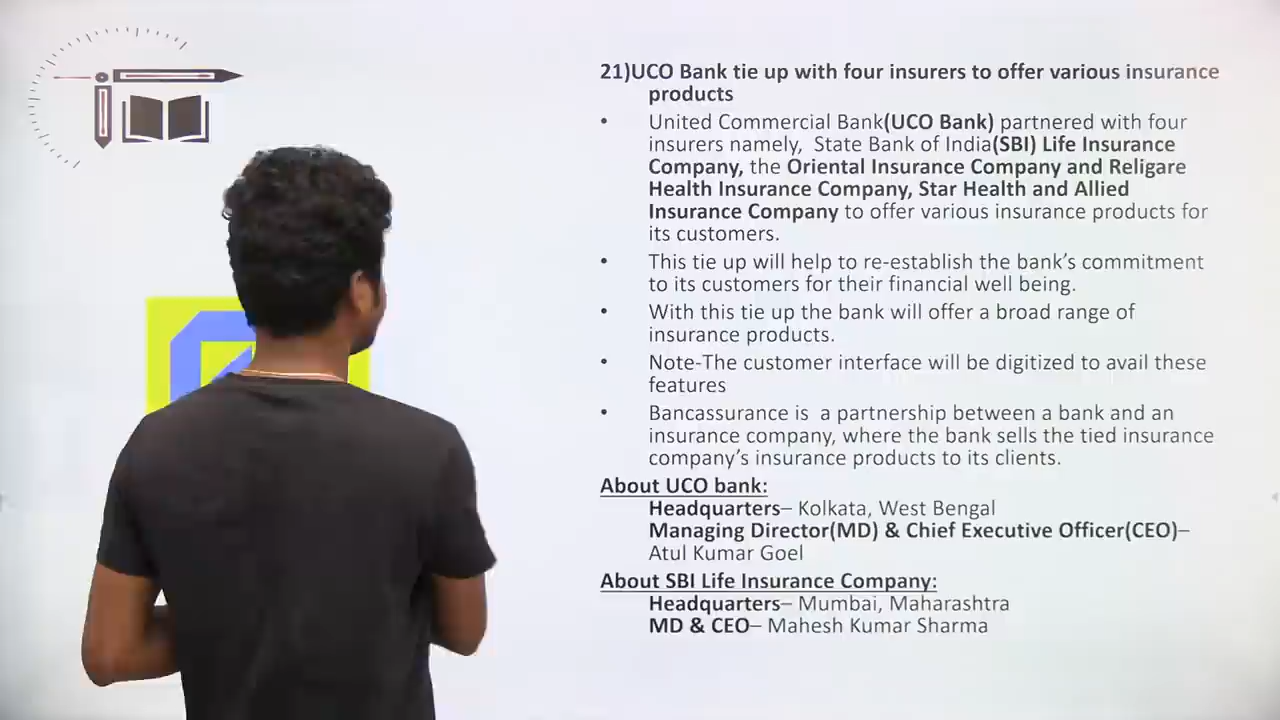 21)UCO Bank tie up with four insurers to offer various insurance
products
• United Commercial Bank(UCO Bank) partnered with four
insurers namely, State Bank of India(SBI) Life Insurance
Company, the Oriental Insurance Company and Religare
Health Insurance Company, Star Health and Allied
Insurance Company to offer various insurance products for
its customers.
• This tie up will help to re-establish the bank’s commitment
to its customers for their financial well being.
• With this tie up the bank will offer a broad range of
insurance products.
• Note-The customer interface will be digitized to avail these
features
• Bancassurance is a partnership between a bank and an
insurance company, where the bank sells the tied insurance
company’s insurance products to its clients.
About UCO bank:
Headquarters– Kolkata, West Bengal
Managing Director(MD) & Chief Executive Officer(CEO)–
Atul Kumar Goel
About SBI Life Insurance Company:
Headquarters– Mumbai, Maharashtra
MD & CEO– Mahesh Kumar Sharma